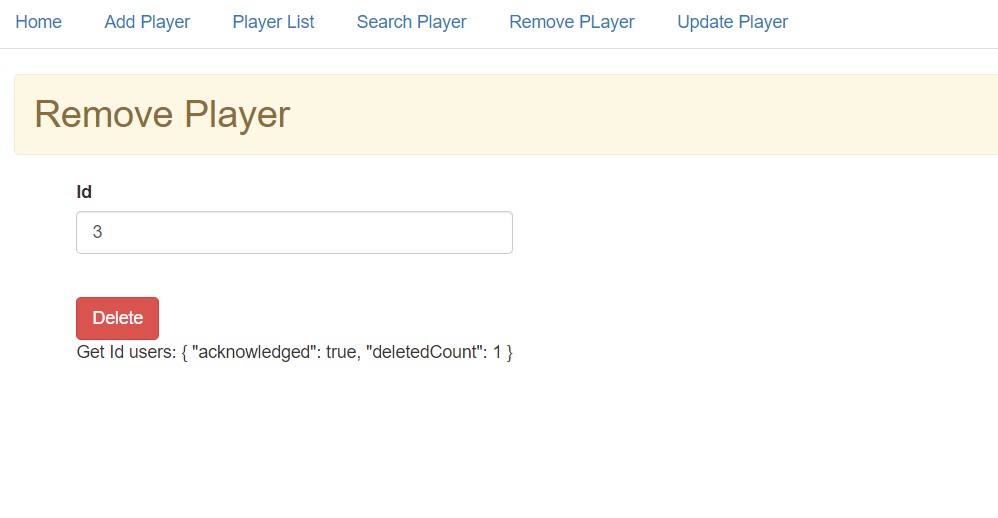 Home Add Player Player List Search Player Remove PLayer Update Player
Remove Player
Id
3
Delete
Get Id users: { "acknowledged": true, "deletedCount": 1 }